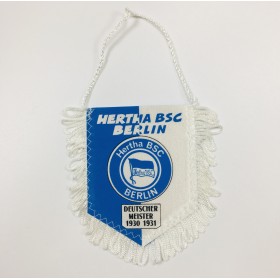 HERTHA BSC
BERLIN
Hertha BSC
BERLIN
DEUTSCHER
MEISTER
1930 1931